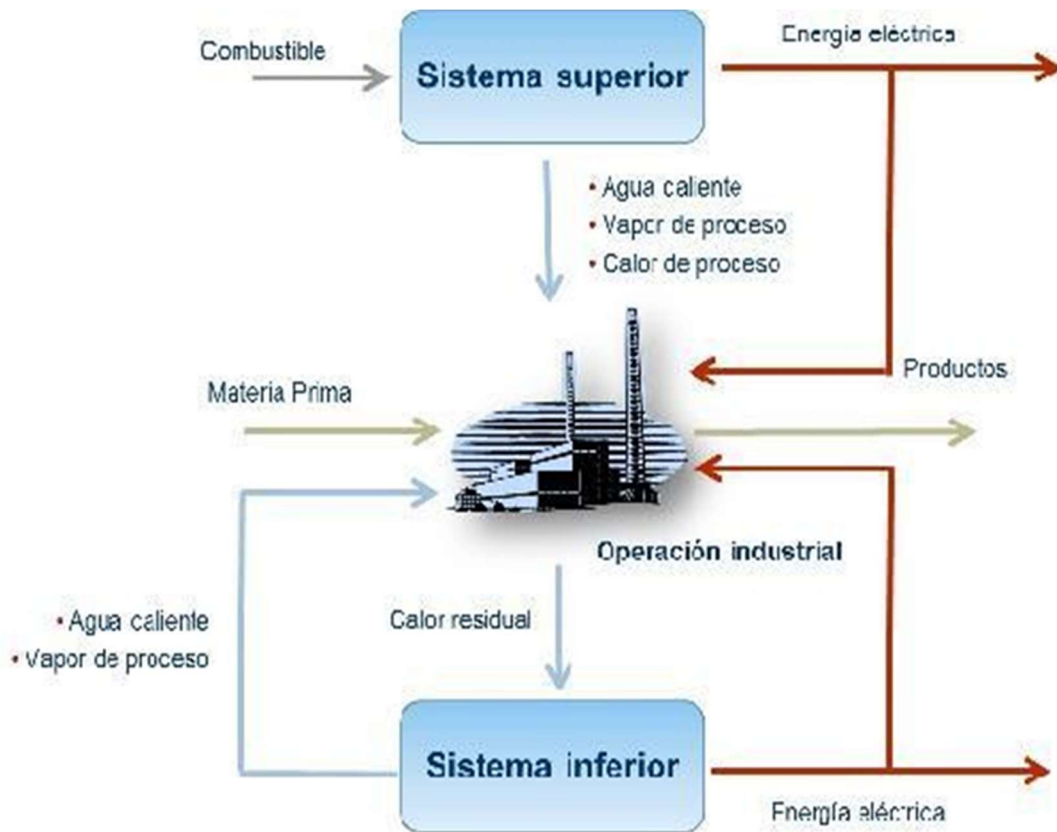 Combustible
Sistema superior
Energía eléctrica
• Agua caliente
• Vapor de proceso
• Calor de proceso
Materia Prima
Productos
Operación industrial
• Agua caliente
• Vapor de proceso
Calor residual
Sistema inferior
Energía eléctrica